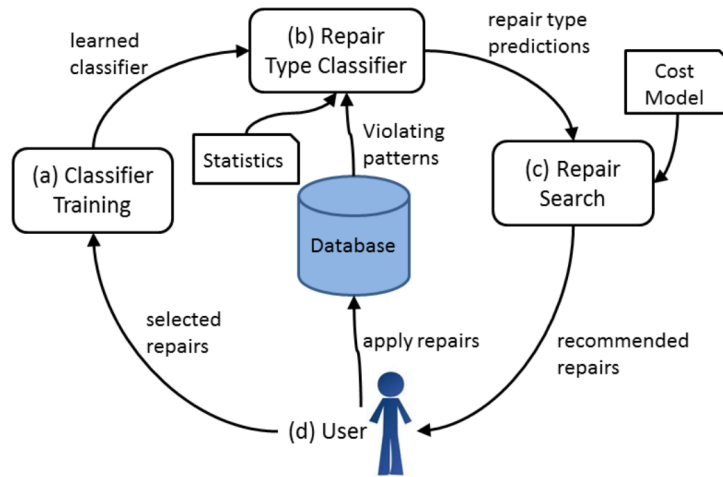 learned
classifier
(b) Repair
Type Classifier
repair type
predictions
Cost
Model
Statistics
Violating
patterns
(a) Classifier
Training
(c) Repair
Search
Database
selected
repairs
apply repairs
recommended
repairs
(d) User